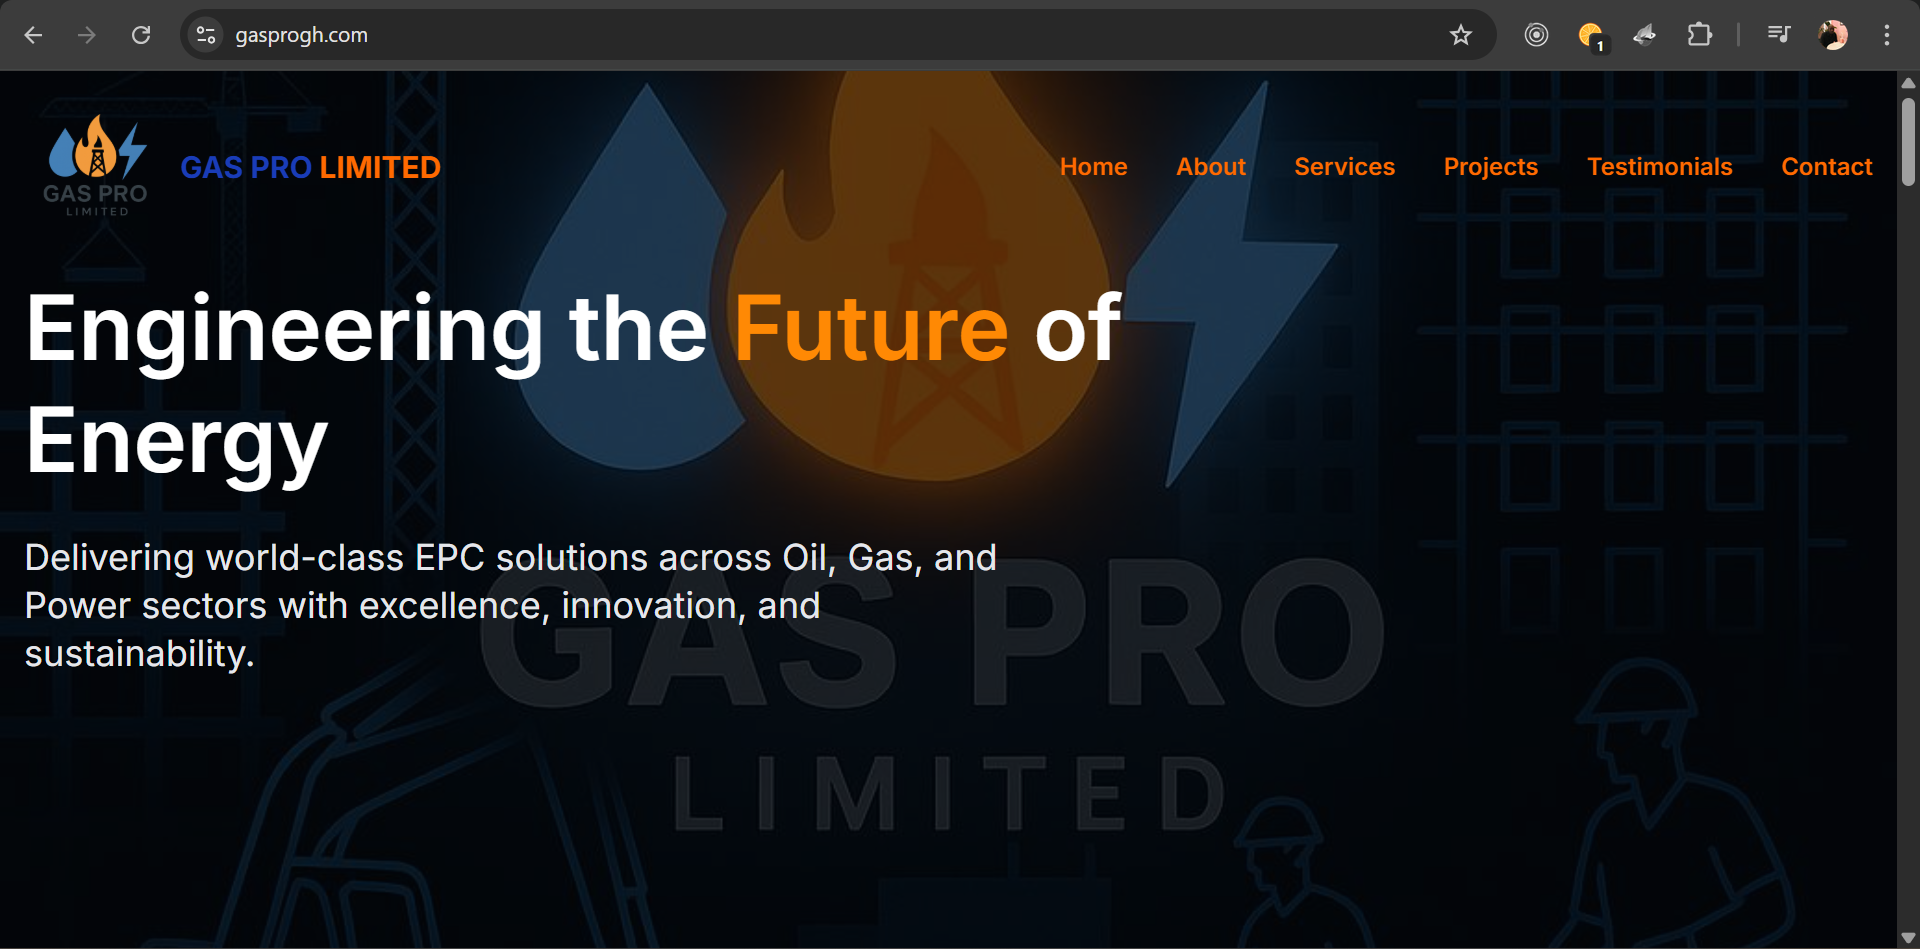 gasprogh.com
1
GAS PRO
LIMITED
GAS PRO LIMITED
Home
About
Services
Projects
Testimonials
Contact
Engineering the Future of
Energy
Delivering world-class EPC solutions across Oil, Gas, and
Power sectors with excellence, innovation, and
sustainability.
GAS PRO
LIMITED